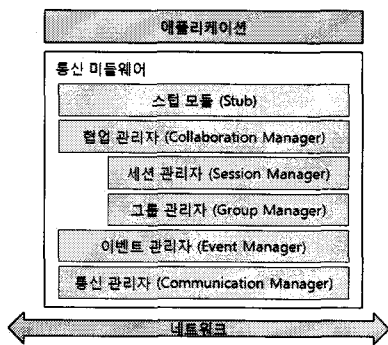 애플리케이션
통신 미들웨어
스텁 모듈 (Stub)
협업 관리자 (Collaboration Manager)
세션 관리자 (Session Manager)
그룹 관리자 (Group Manager)
이벤트 관리자 (Event Manager)
통신 관리자 (Communication Manager)
네트워크